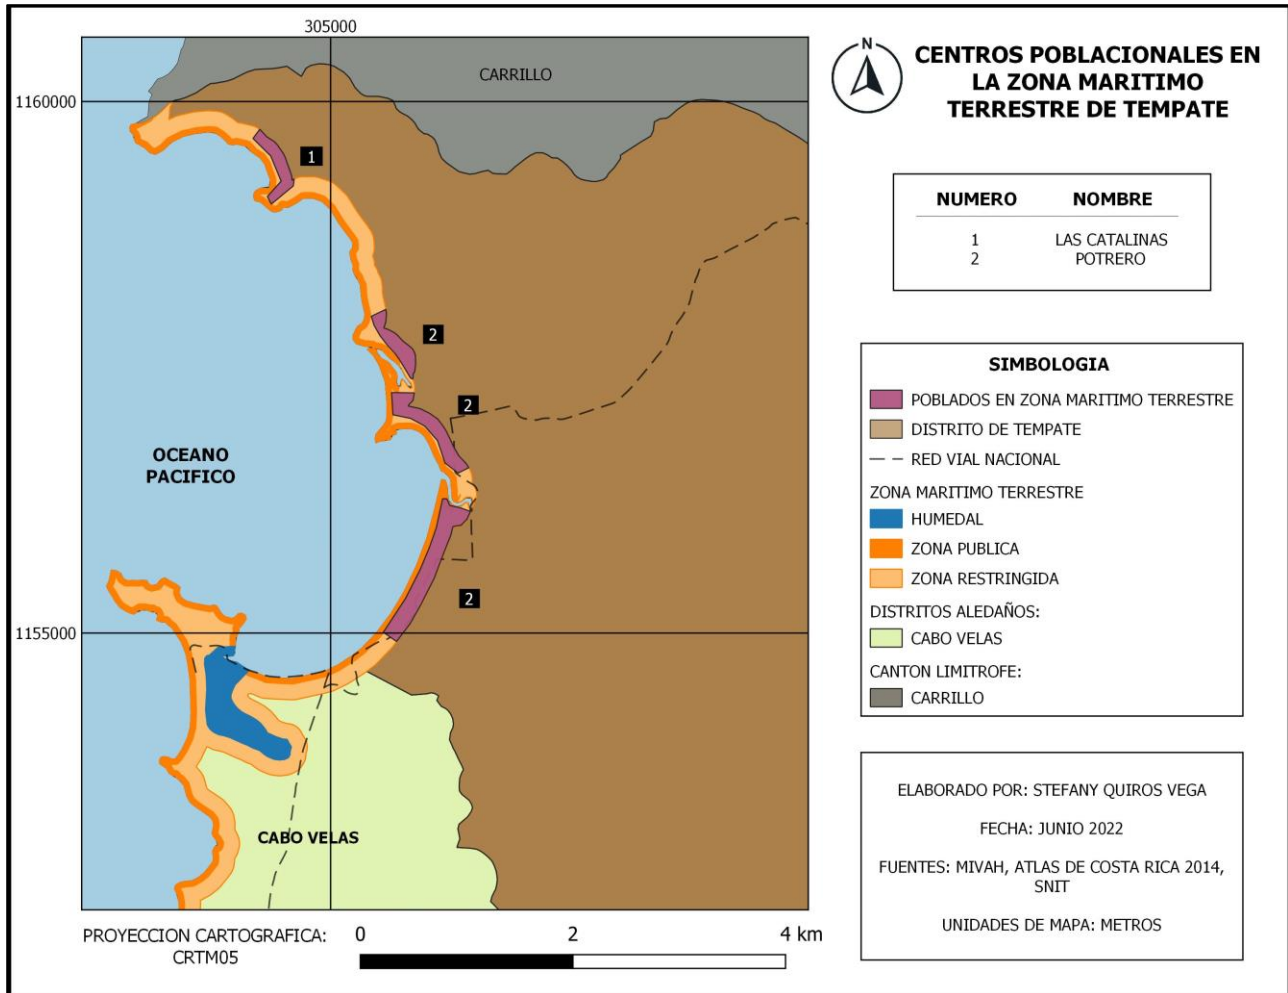 305000
CARRILLO
1160000
1
2
2
OCEANO
PACIFICO
2
1155000
CABO VELAS
PROYECCION CARTOGRAFICA:
CRTM05
0 2 4 km
N
CENTROS POBLACIONALES EN
LA ZONA MARITIMO
TERRESTRE DE TEMPATE
NUMERO NOMBRE
1 LAS CATALINAS
2 POTRERO
SIMBOLOGIA
POBLADOS EN ZONA MARITIMO TERRESTRE
DISTRITO DE TEMPATE
RED VIAL NACIONAL
ZONA MARITIMO TERRESTRE
HUMEDAL
ZONA PUBLICA
ZONA RESTRINGIDA
DISTRITOS ALEDAÑOS:
CABO VELAS
CANTON LIMITROFE:
CARRILLO
ELABORADO POR: STEFANY QUIROS VEGA
FECHA: JUNIO 2022
FUENTES: MIVAH, ATLAS DE COSTA RICA 2014,
SNIT
UNIDADES DE MAPA: METROS